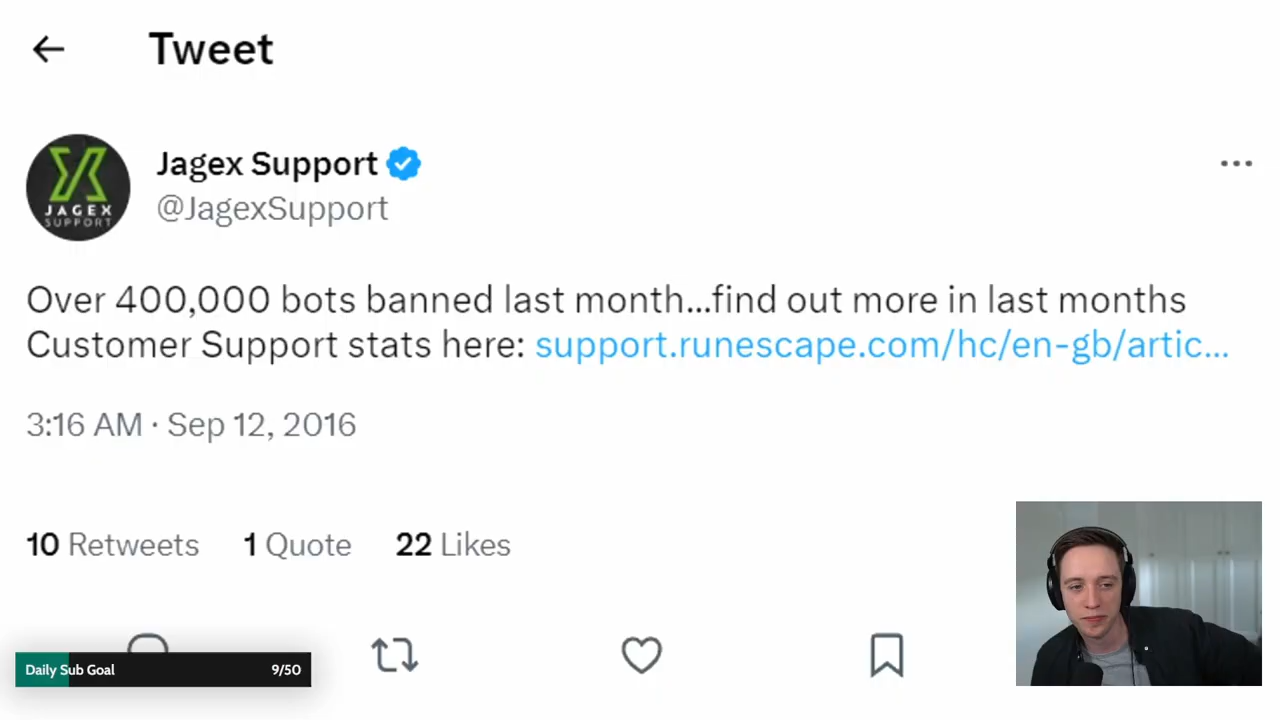 Tweet
JAGEX
SUPPORT
Jagex Support
@JagexSupport
Over 400,000 bots banned last month...find out more in last months
Customer Support stats here: support.runescape.com/hc/en-gb/artic...
3:16 AM · Sep 12, 2016
10 Retweets 1 Quote 22 Likes
Daily Sub Goal 9/50